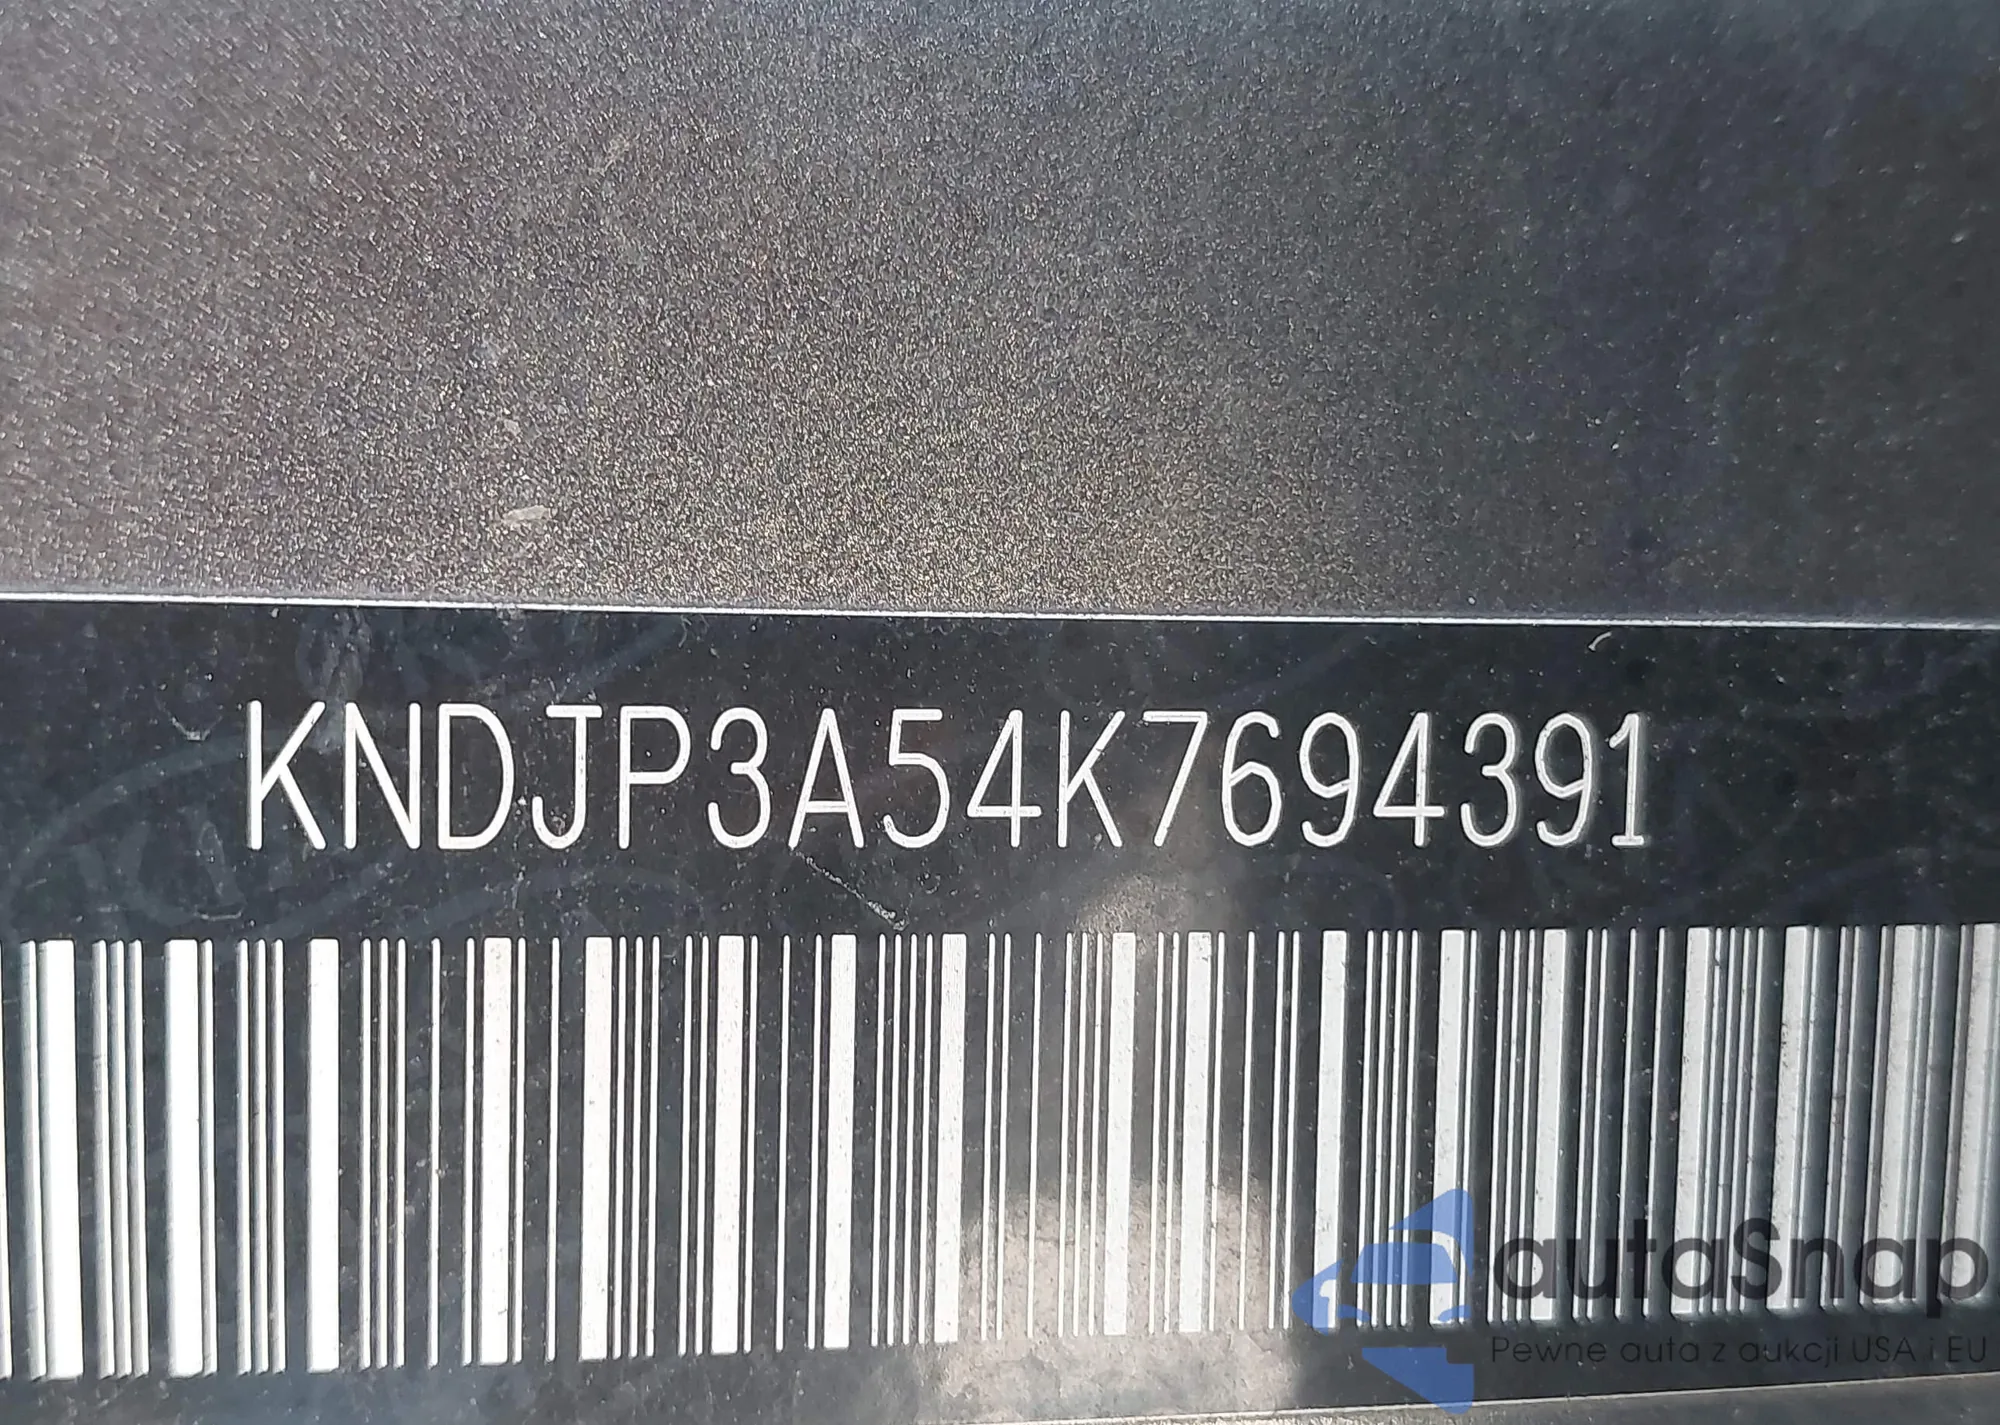 KNDJP3A54K7694391
autaSnap
Pewne auta z aukcji USA i EU